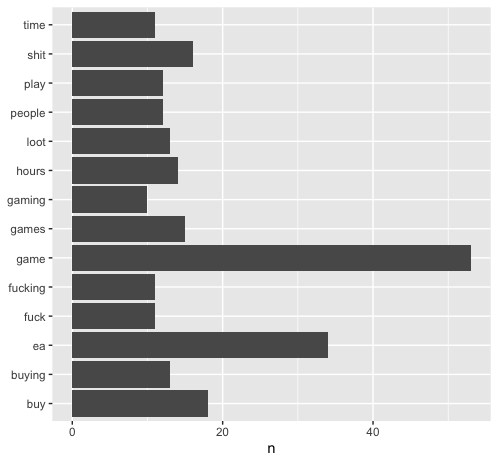 time
shit
play
people
loot
hours
gaming
games
game
fucking
fuck
ea
buying
buy
0 20 40
n